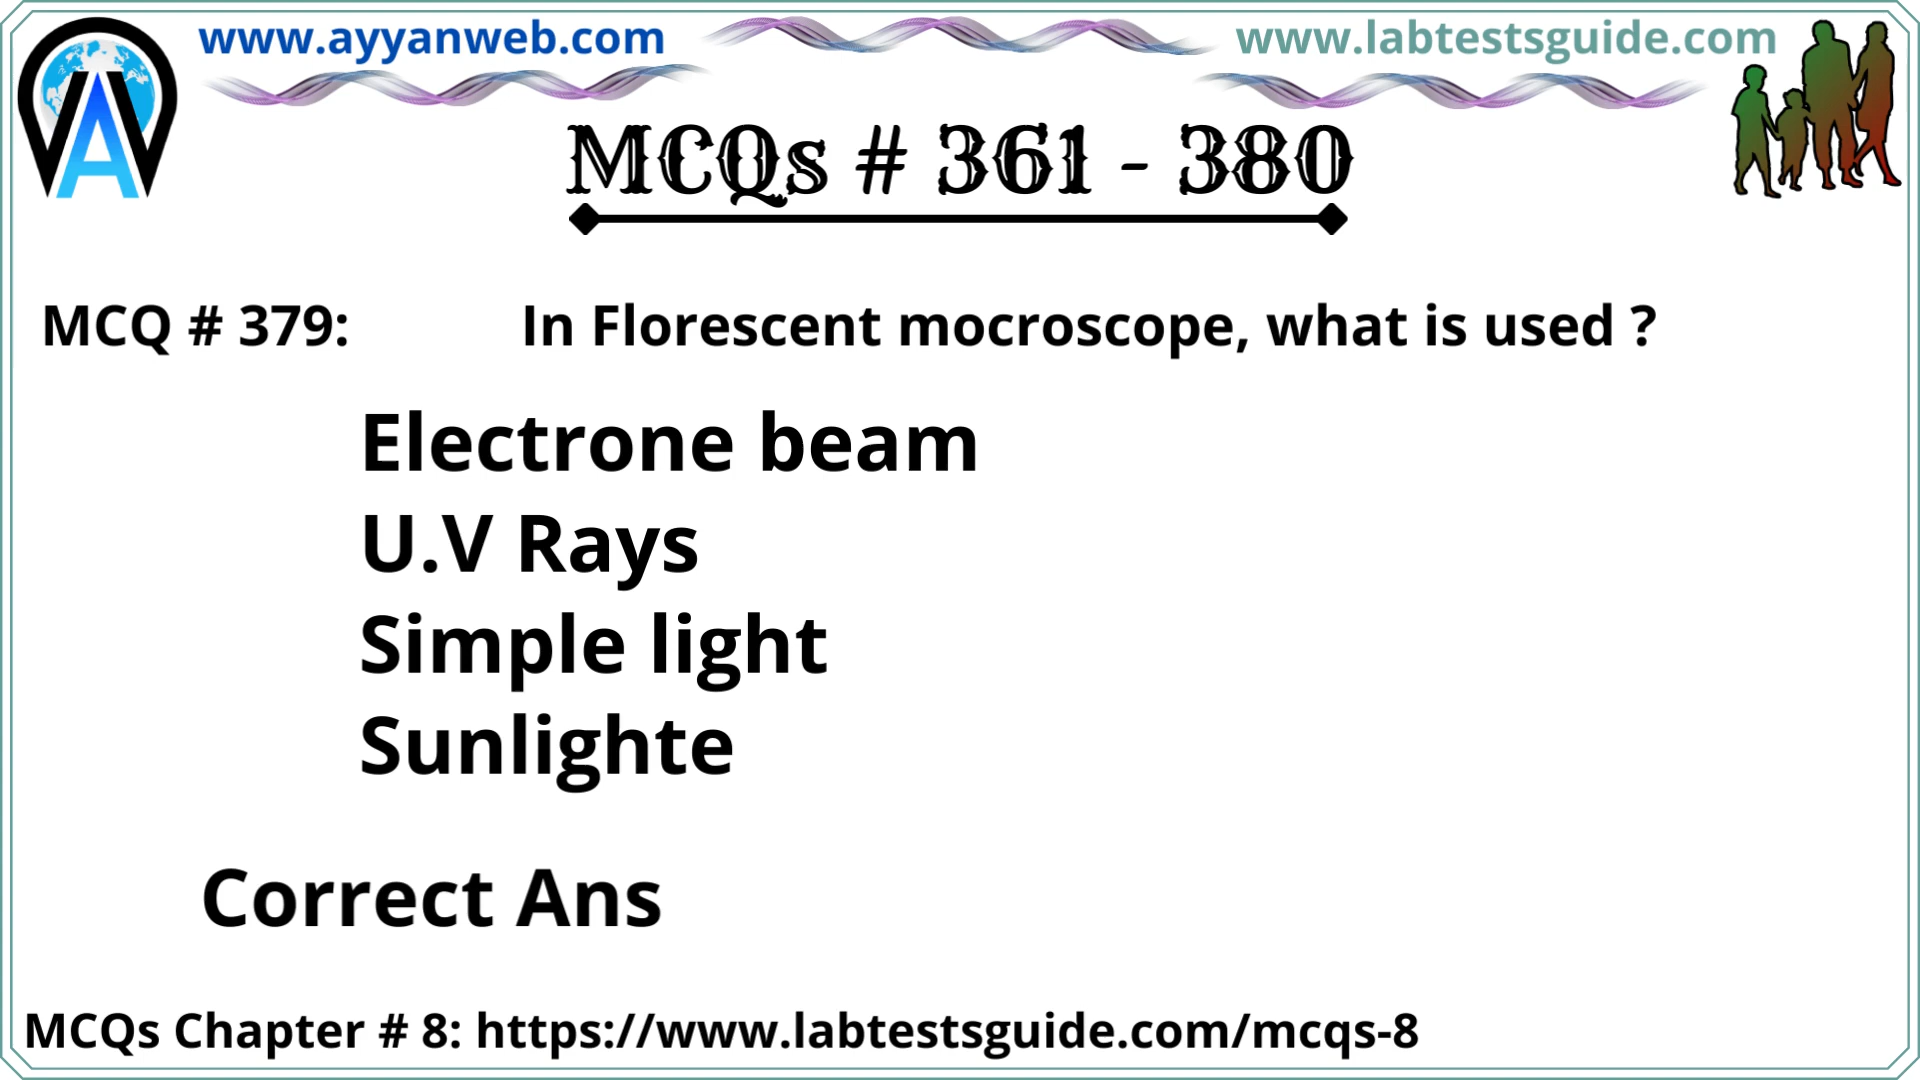 www.ayyanweb.com
www.labtestsguide.com
MCQs # 361 - 380
MCQ # 379: In Florescent mocroscope, what is used ?
Electrone beam
U.V Rays
Simple light
Sunlighte
Correct Ans
MCQs Chapter # 8: https://www.labtestsguide.com/mcqs-8